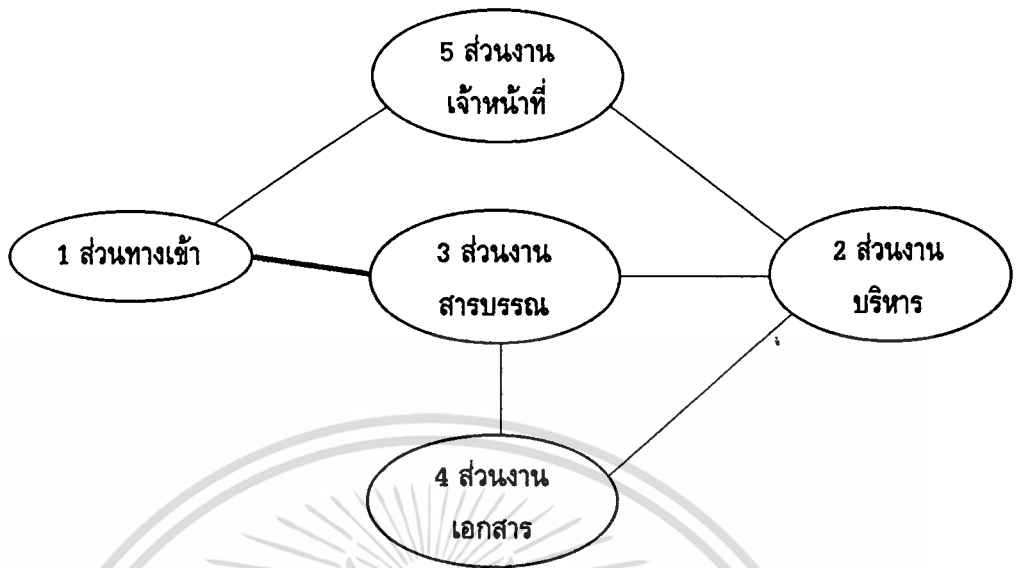 5 ส่วนงาน
เจ้าหน้าที่
1 ส่วนทางเข้า
3 ส่วนงาน
สารบรรณ
2 ส่วนงาน
บริหาร
4 ส่วนงาน
เอกสาร